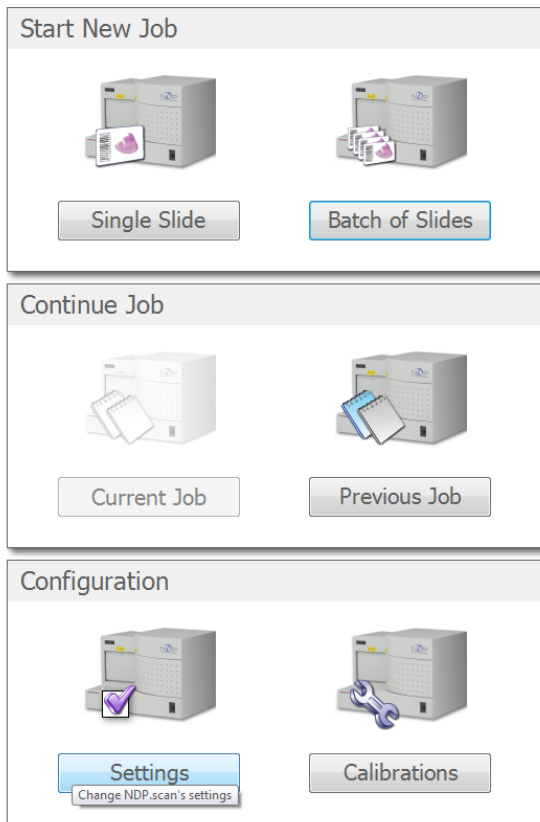 Start New Job
Single Slide
Batch of Slides
Continue Job
Current Job
Previous Job
Configuration
Settings
Calibrations
Change NDP.scan's settings